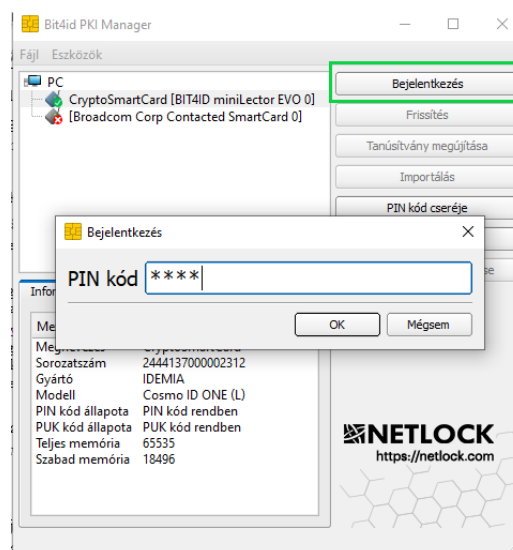 Bit4id PKI Manager
Fájl Eszközök
PC
CryptoSmartCard [BIT4ID miniLector EVO 0]
[Broadcom Corp Contacted SmartCard 0]
Bejelentkezés
Frissítés
Tanúsítvány megújítása
Importálás
PIN kód cseréje
Bejelentkezés
PIN kód ****
OK Mégsem
Sorozatszám 2444137000002312
Gyártó IDEMIA
Modell Cosmo ID ONE (L)
PIN kód állapota PIN kód rendben
PUK kód állapota PUK kód rendben
Teljes memória 65535
Szabad memória 18496
NETLOCK
https://netlock.com